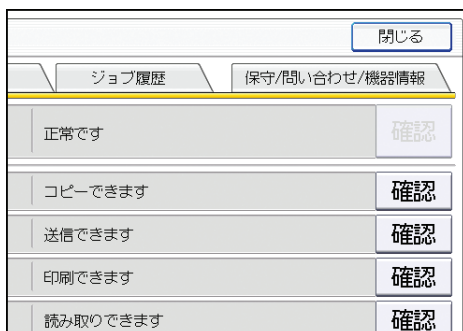 閉じる
ジョブ履歴 保守/問い合わせ/機器情報
正常です 確認
コピーできます 確認
送信できます 確認
印刷できます 確認
読み取りできます 確認